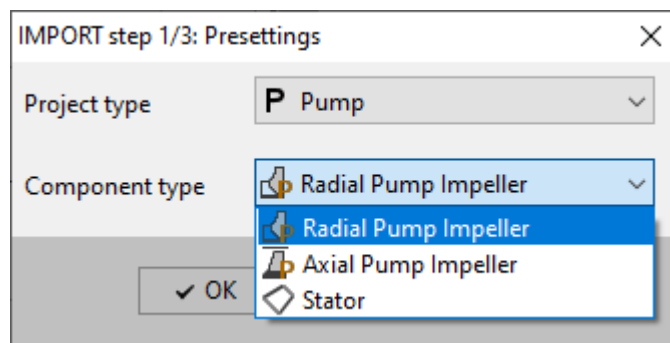 IMPORT step 1/3: Presettings
Project type
P Pump
Component type
Radial Pump Impeller
Radial Pump Impeller
Axial Pump Impeller
Stator
OK